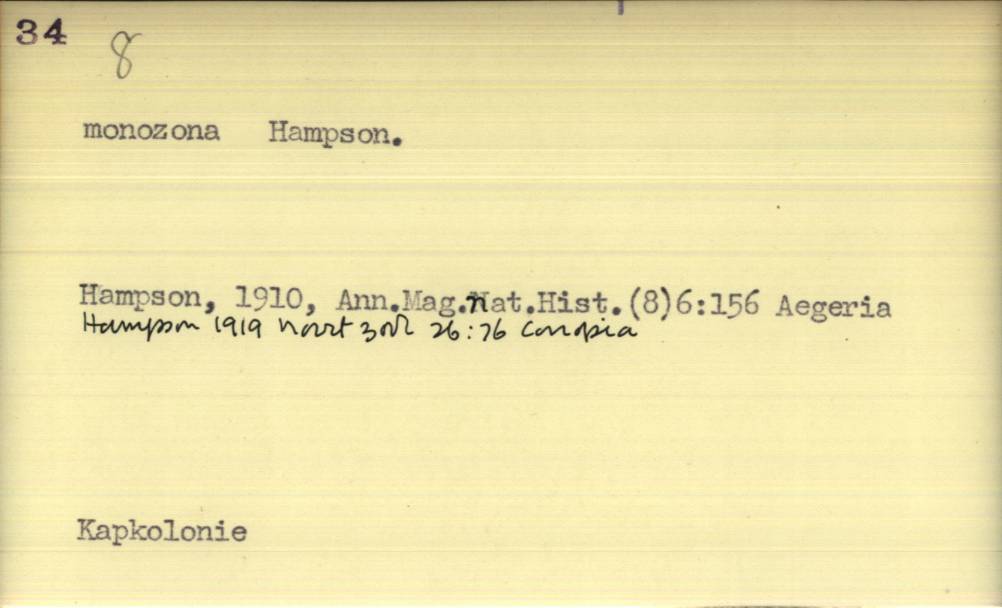 34
8
monozona Hampson.
Hampson, 1910, Ann.Mag.nat.Hist.(8)6:156 Aegeria
Hampson 1919 novit zool 26:76 Conopia
Kapkolonie